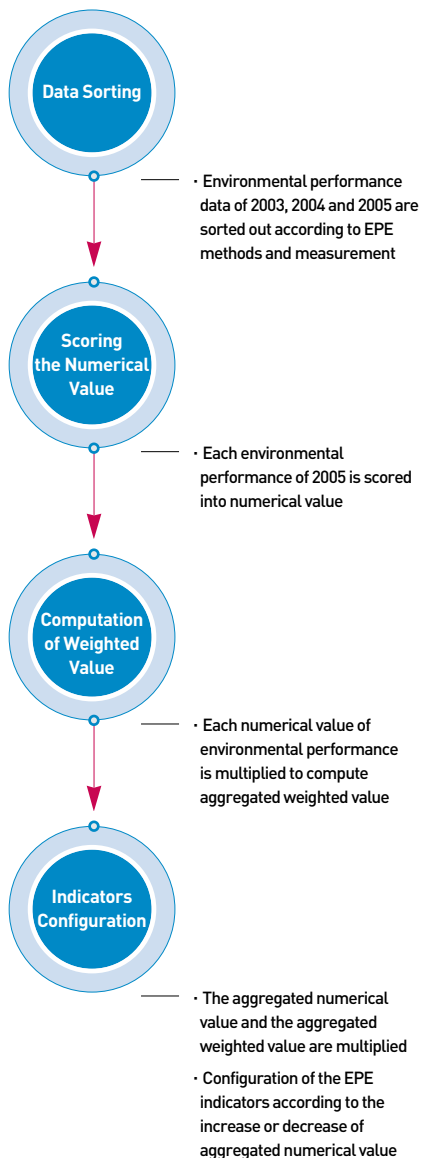 Data Sorting
· Environmental performance
data of 2003, 2004 and 2005 are
sorted out according to EPE
methods and measurement
Scoring
the Numerical
Value
· Each environmental
performance of 2005 is scored
into numerical value
Computation
of Weighted
Value
· Each numerical value of
environmental performance
is multiplied to compute
aggregated weighted value
Indicators
Configuration
· The aggregated numerical
value and the aggregated
weighted value are multiplied
· Configuration of the EPE
indicators according to the
increase or decrease of
aggregated numerical value